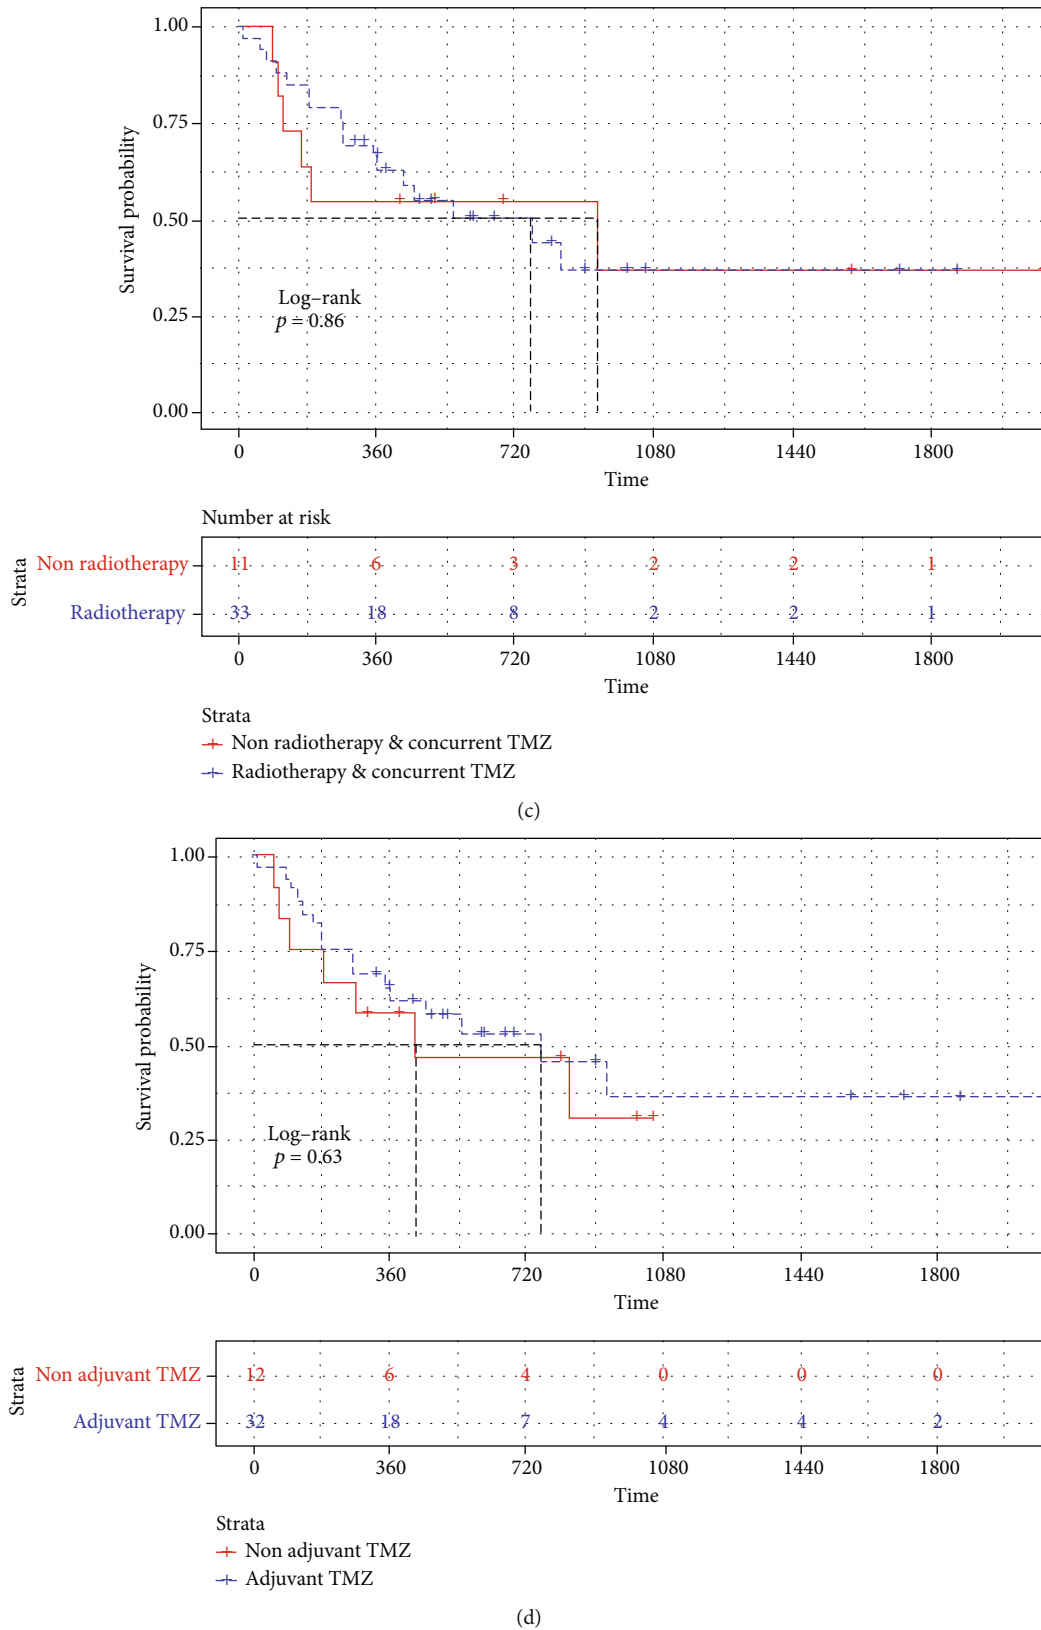 1.00
0.75
0.50
0.25
0.00
Survival probability
Log–rank
p = 0.86
0 360 720 1080 1440 1800
Time
Number at risk
Strata
Non radiotherapy 11 6 3 2 2 1
Radiotherapy 33 18 8 2 2 1
0 360 720 1080 1440 1800
Time
Strata
Non radiotherapy & concurrent TMZ
Radiotherapy & concurrent TMZ
(c)
1.00
0.75
0.50
0.25
0.00
Survival probability
Log–rank
p = 0.63
0 360 720 1080 1440 1800
Time
Strata
Non adjuvant TMZ 12 6 4 0 0 0
Adjuvant TMZ 32 18 7 4 4 2
0 360 720 1080 1440 1800
Time
Strata
Non adjuvant TMZ
Adjuvant TMZ
(d)